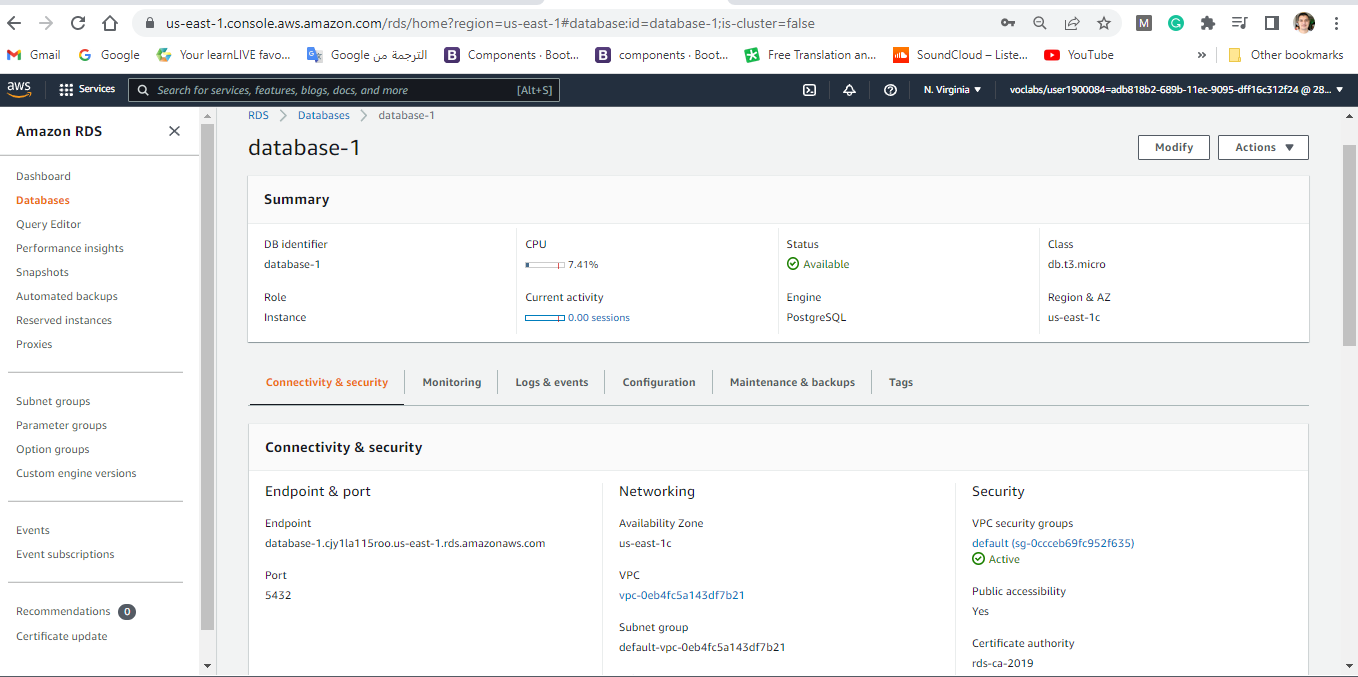 us-east-1.console.aws.amazon.com/rds/home?region=us-east-1#database:id=database-1;is-cluster=false
M
G
Gmail
Google
Your learnLIVE favo...
Google الترجمة من
Components · Boot...
components · Boot...
Free Translation an...
SoundCloud – Liste...
YouTube
»
Other bookmarks
aws
Services
Search for services, features, blogs, docs, and more
[Alt+S]
N. Virginia
voclabs/user1900084=adb818b2-689b-11ec-9095-dff16c312f24 @ 28...
Amazon RDS
Dashboard
Databases
Query Editor
Performance insights
Snapshots
Automated backups
Reserved instances
Proxies
Subnet groups
Parameter groups
Option groups
Custom engine versions
Events
Event subscriptions
Recommendations 0
Certificate update
RDS > Databases > database-1
database-1
Modify
Actions
Summary
DB identifier
database-1
CPU
7.41%
Status
Available
Class
db.t3.micro
Role
Instance
Current activity
0.00 sessions
Engine
PostgreSQL
Region & AZ
us-east-1c
Connectivity & security
Monitoring
Logs & events
Configuration
Maintenance & backups
Tags
Connectivity & security
Endpoint & port
Endpoint
database-1.cjy1la115roo.us-east-1.rds.amazonaws.com
Port
5432
Networking
Availability Zone
us-east-1c
VPC
vpc-0eb4fc5a143df7b21
Subnet group
default-vpc-0eb4fc5a143df7b21
Security
VPC security groups
default (sg-0ccceb69fc952f635)
Active
Public accessibility
Yes
Certificate authority
rds-ca-2019